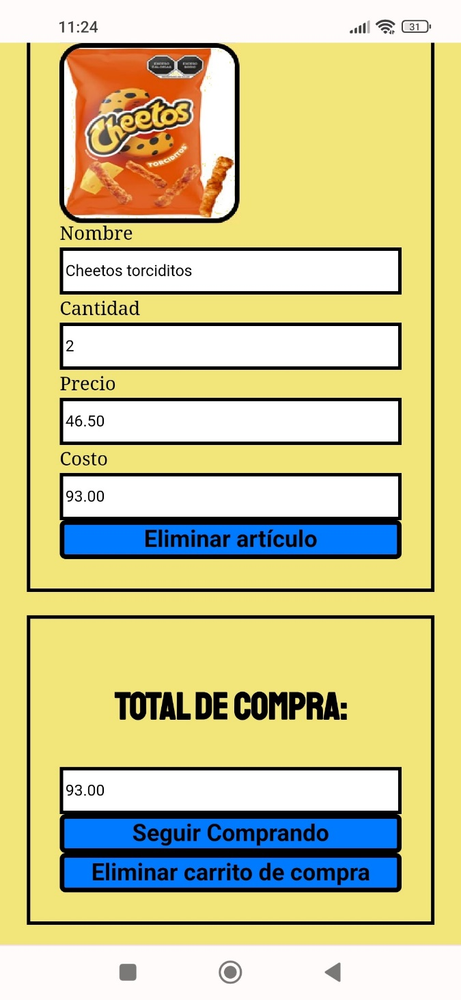 11:24
31
EXCESO CALORÍAS
EXCESO SODIO
Cheetos
TORCIDITOS
Nombre
Cheetos torciditos
Cantidad
2
Precio
46.50
Costo
93.00
Eliminar artículo
TOTAL DE COMPRA:
93.00
Seguir Comprando
Eliminar carrito de compra